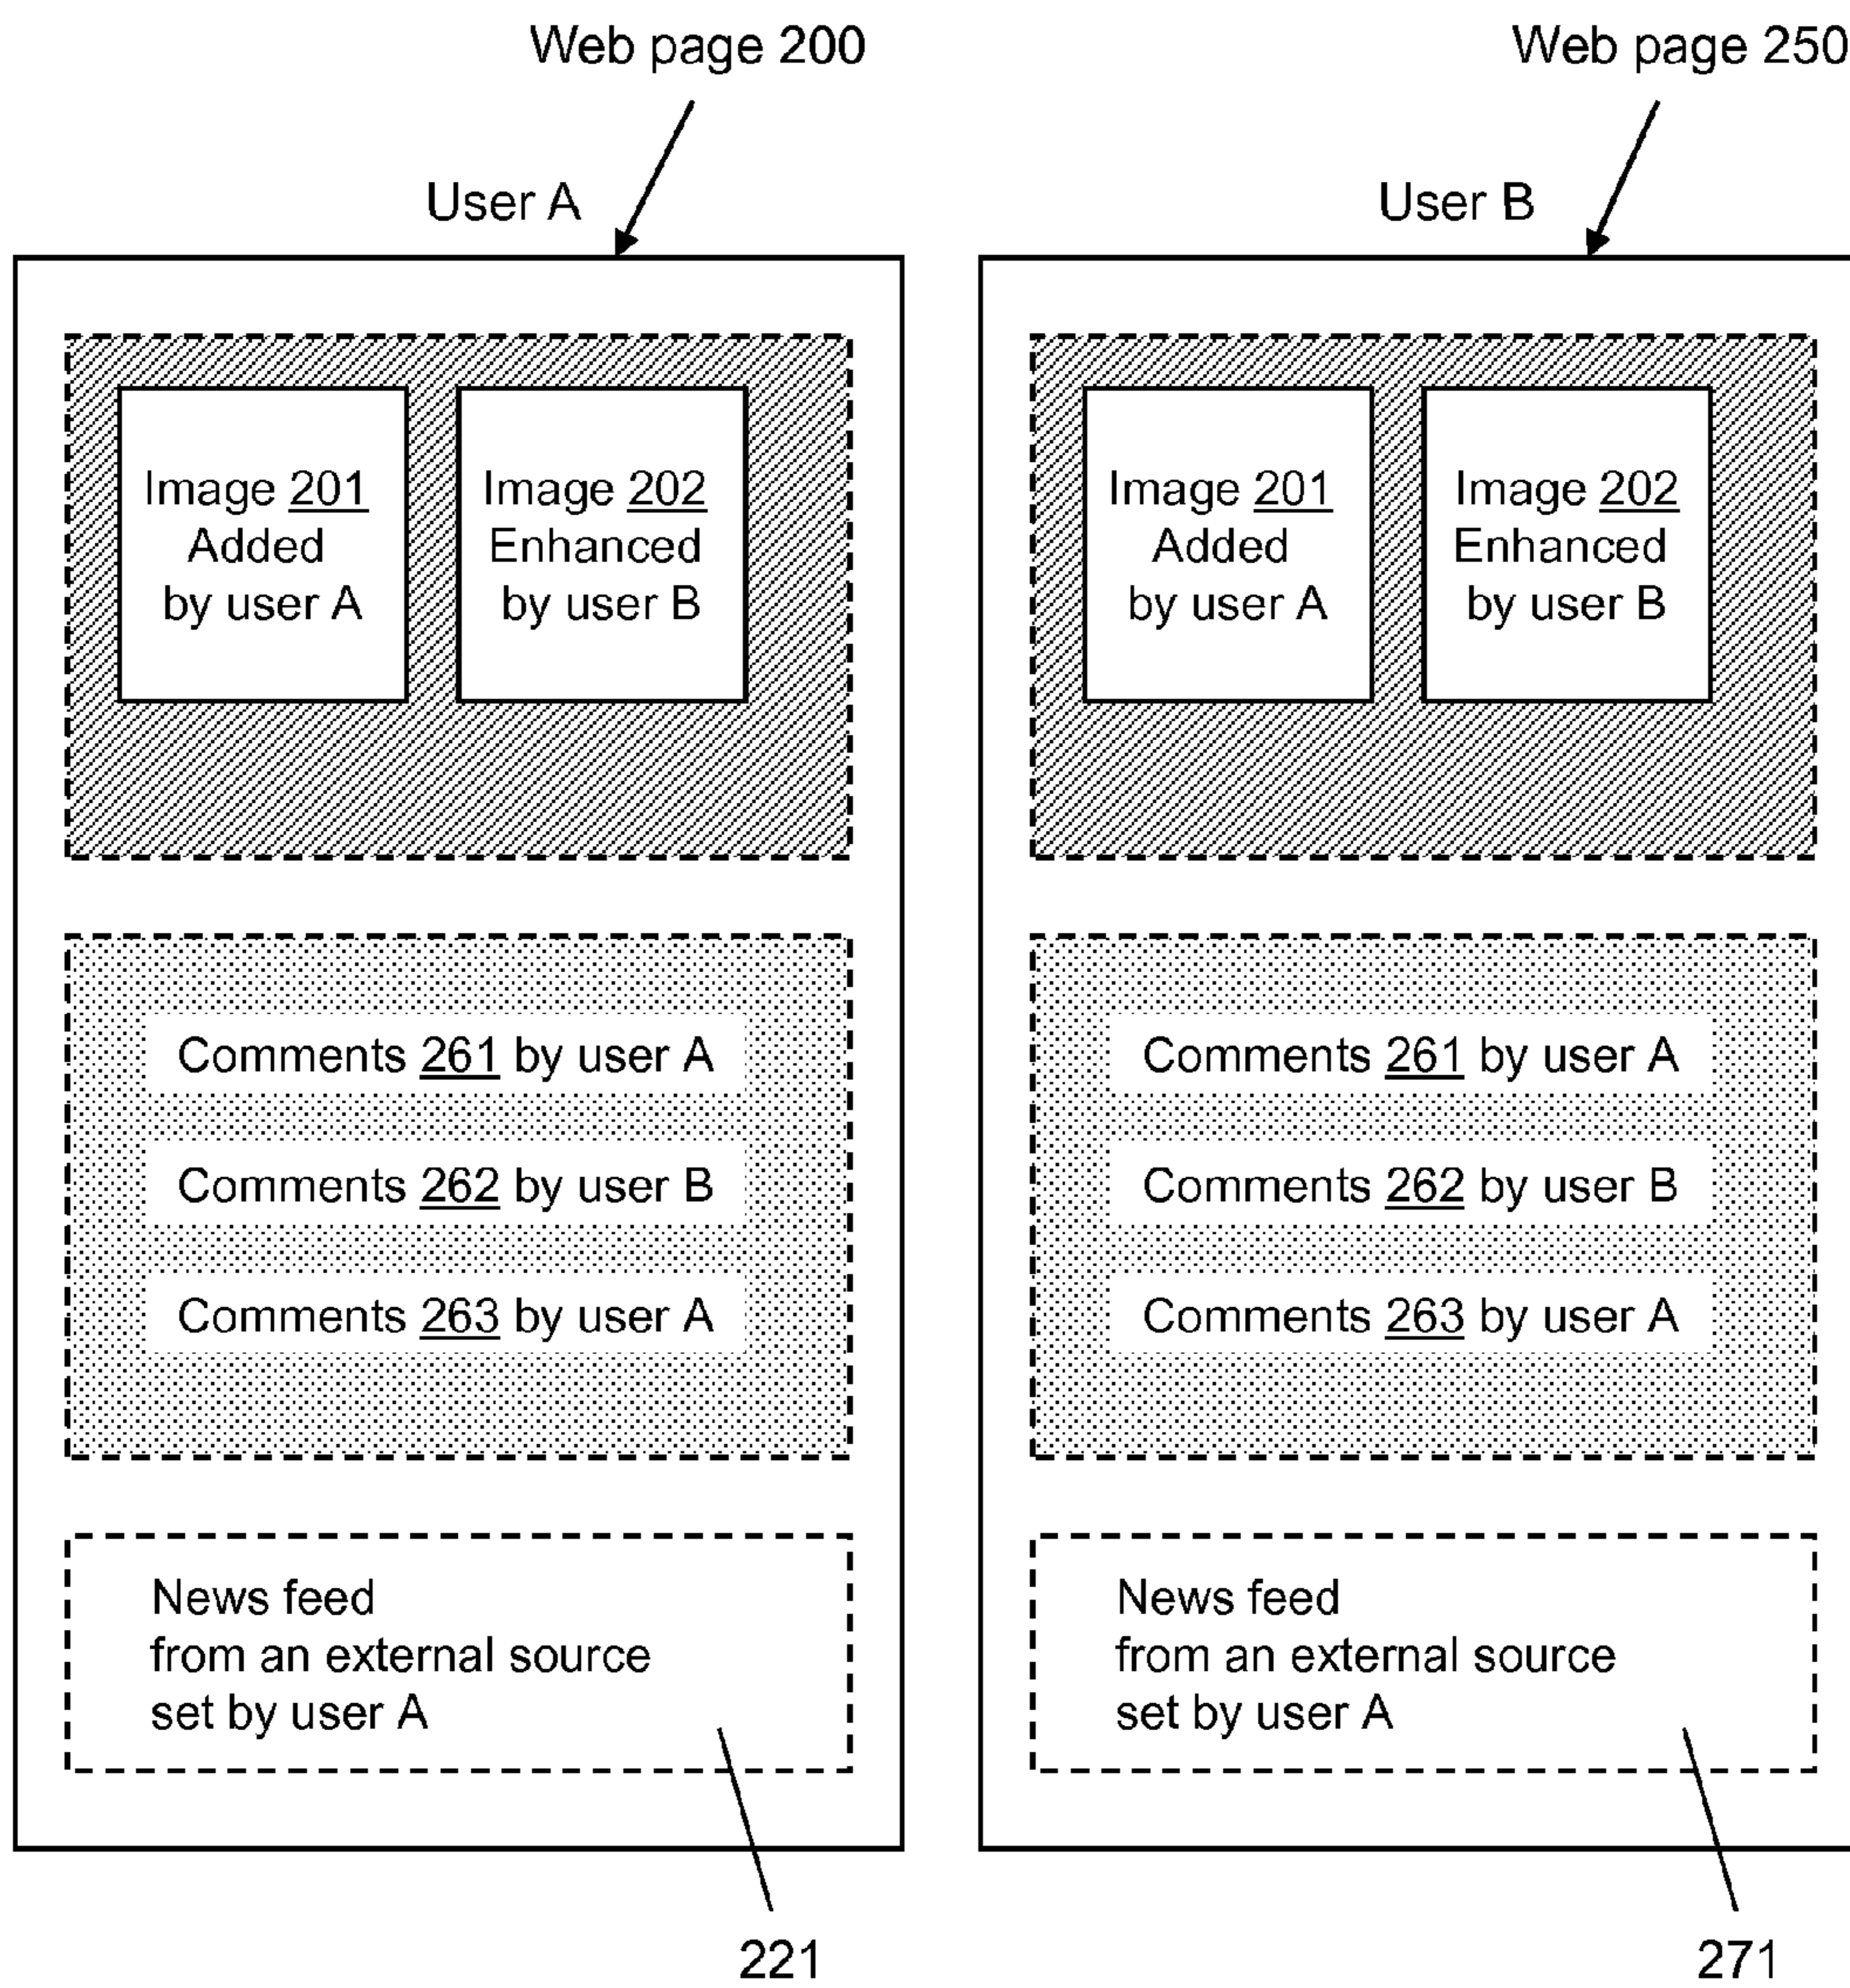 Web page 200
User A
Image 201
Added
by user A
Image 202
Enhanced
by user B
Comments 261 by user A
Comments 262 by user B
Comments 263 by user A
News feed
from an external source
set by user A
221
Web page 250
User B
Image 201
Added
by user A
Image 202
Enhanced
by user B
Comments 261 by user A
Comments 262 by user B
Comments 263 by user A
News feed
from an external source
set by user A
271